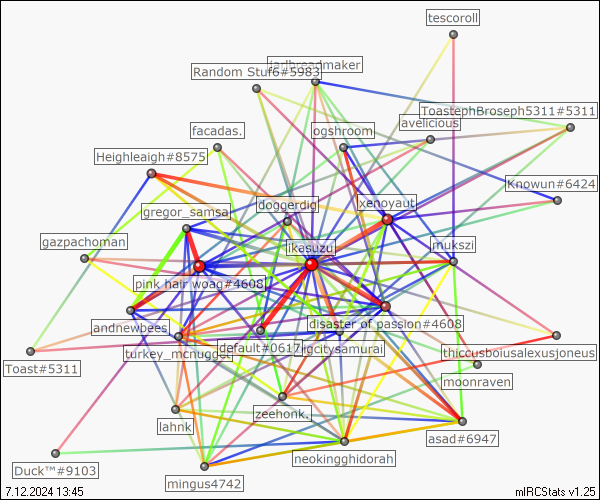 tescoroll
jarlbreadmaker
Random Stuf6#5983
ToastephBroseph5311#5311
avelicious
facadas.
ogshroom
Heighleaigh#8575
Knowun#6424
xenoyaut
doggerdig
gregor_samsa
gazpachoman
ikasuzu
mukszi
pink hair woag#4608
andnewbees
disaster of passion#4608
turkey_mcnugget
default#0617
bigcitysamurai
thiccusboiusalexusjoneus
Toast#5311
moonraven
lahnk
zeehonk.
asad#6947
neokingghidorah
Duck™#9103
mingus4742
7.12.2024 13:45
mIRCStats v1.25